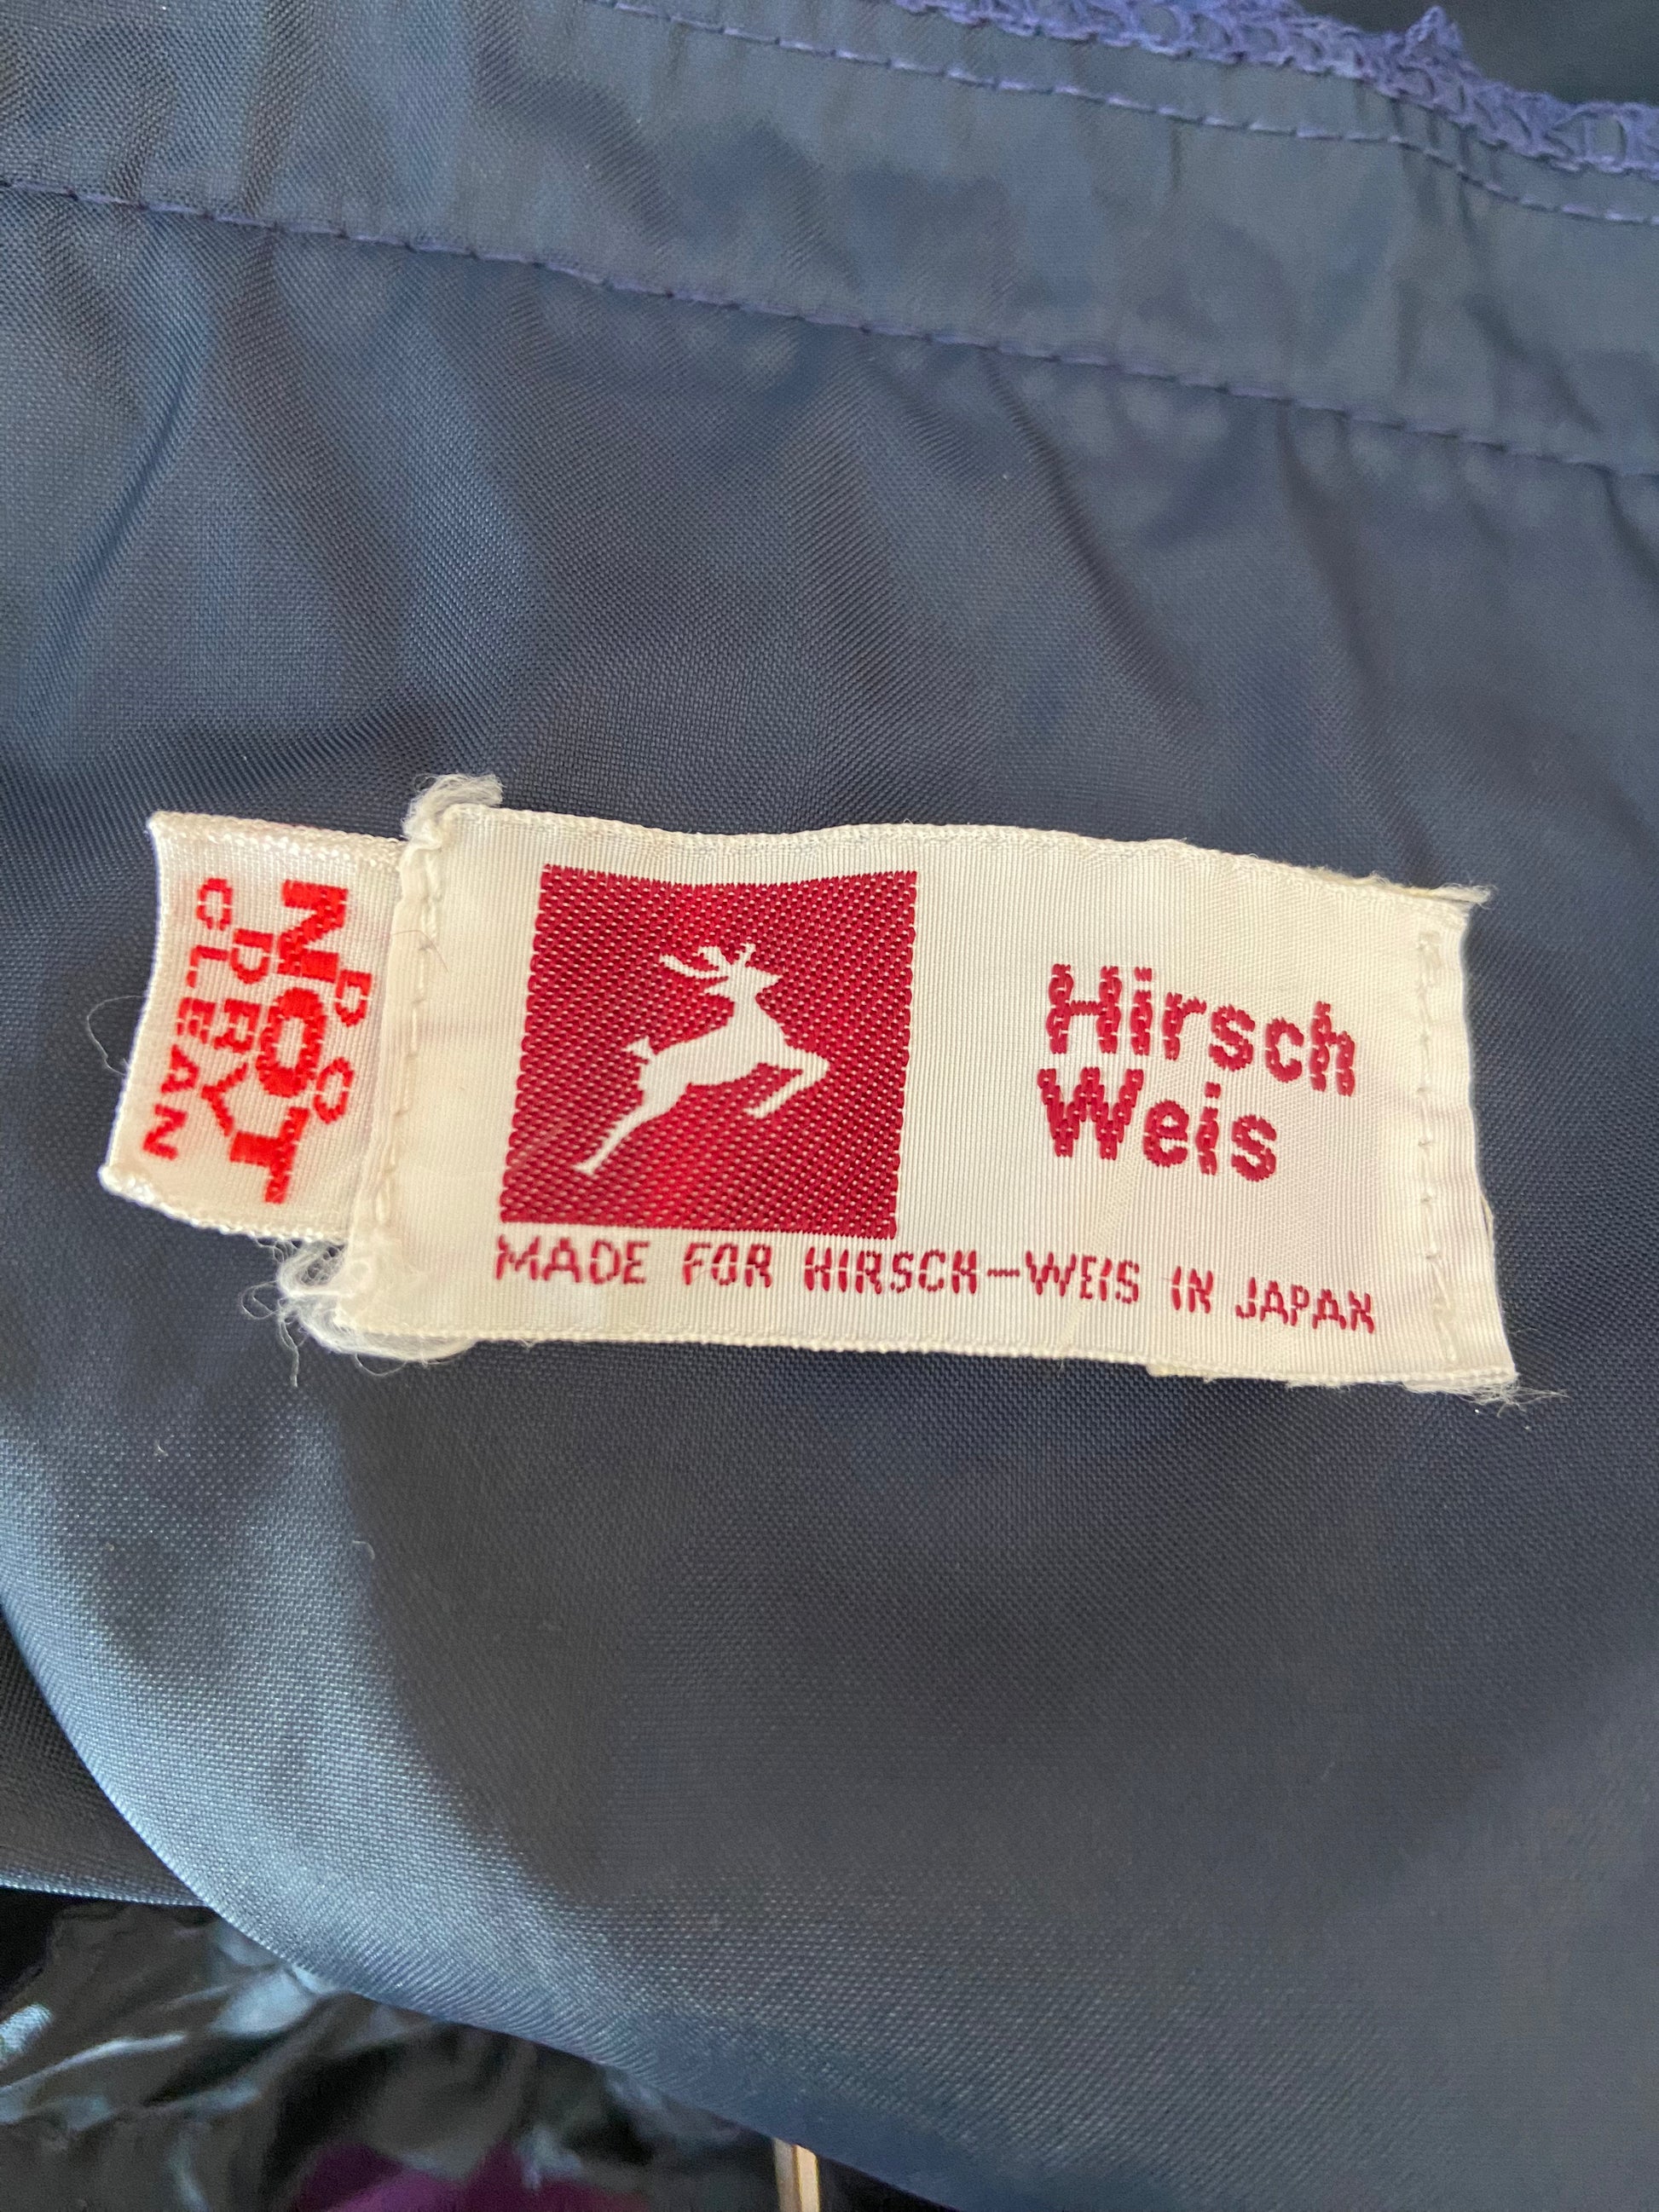 DO
NOT
DRY
CLEAN
Hirsch
Weis
MADE FOR HIRSCH-WEIS IN JAPAN